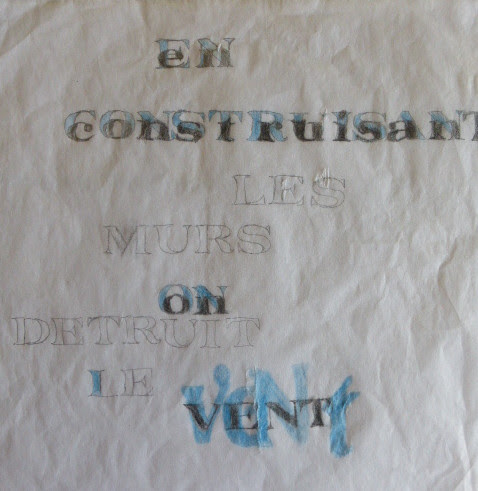 EN
CONSTRUISANT
LES
MURS
ON
DETRUIT
LE
VENT